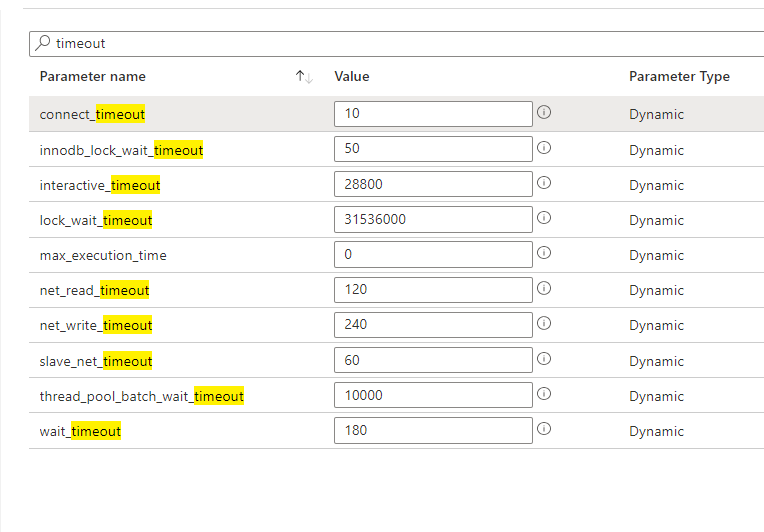 timeout
Parameter name ↑↓ Value Parameter Type
connect_timeout 10 Dynamic
innodb_lock_wait_timeout 50 Dynamic
interactive_timeout 28800 Dynamic
lock_wait_timeout 31536000 Dynamic
max_execution_time 0 Dynamic
net_read_timeout 120 Dynamic
net_write_timeout 240 Dynamic
slave_net_timeout 60 Dynamic
thread_pool_batch_wait_timeout 10000 Dynamic
wait_timeout 180 Dynamic